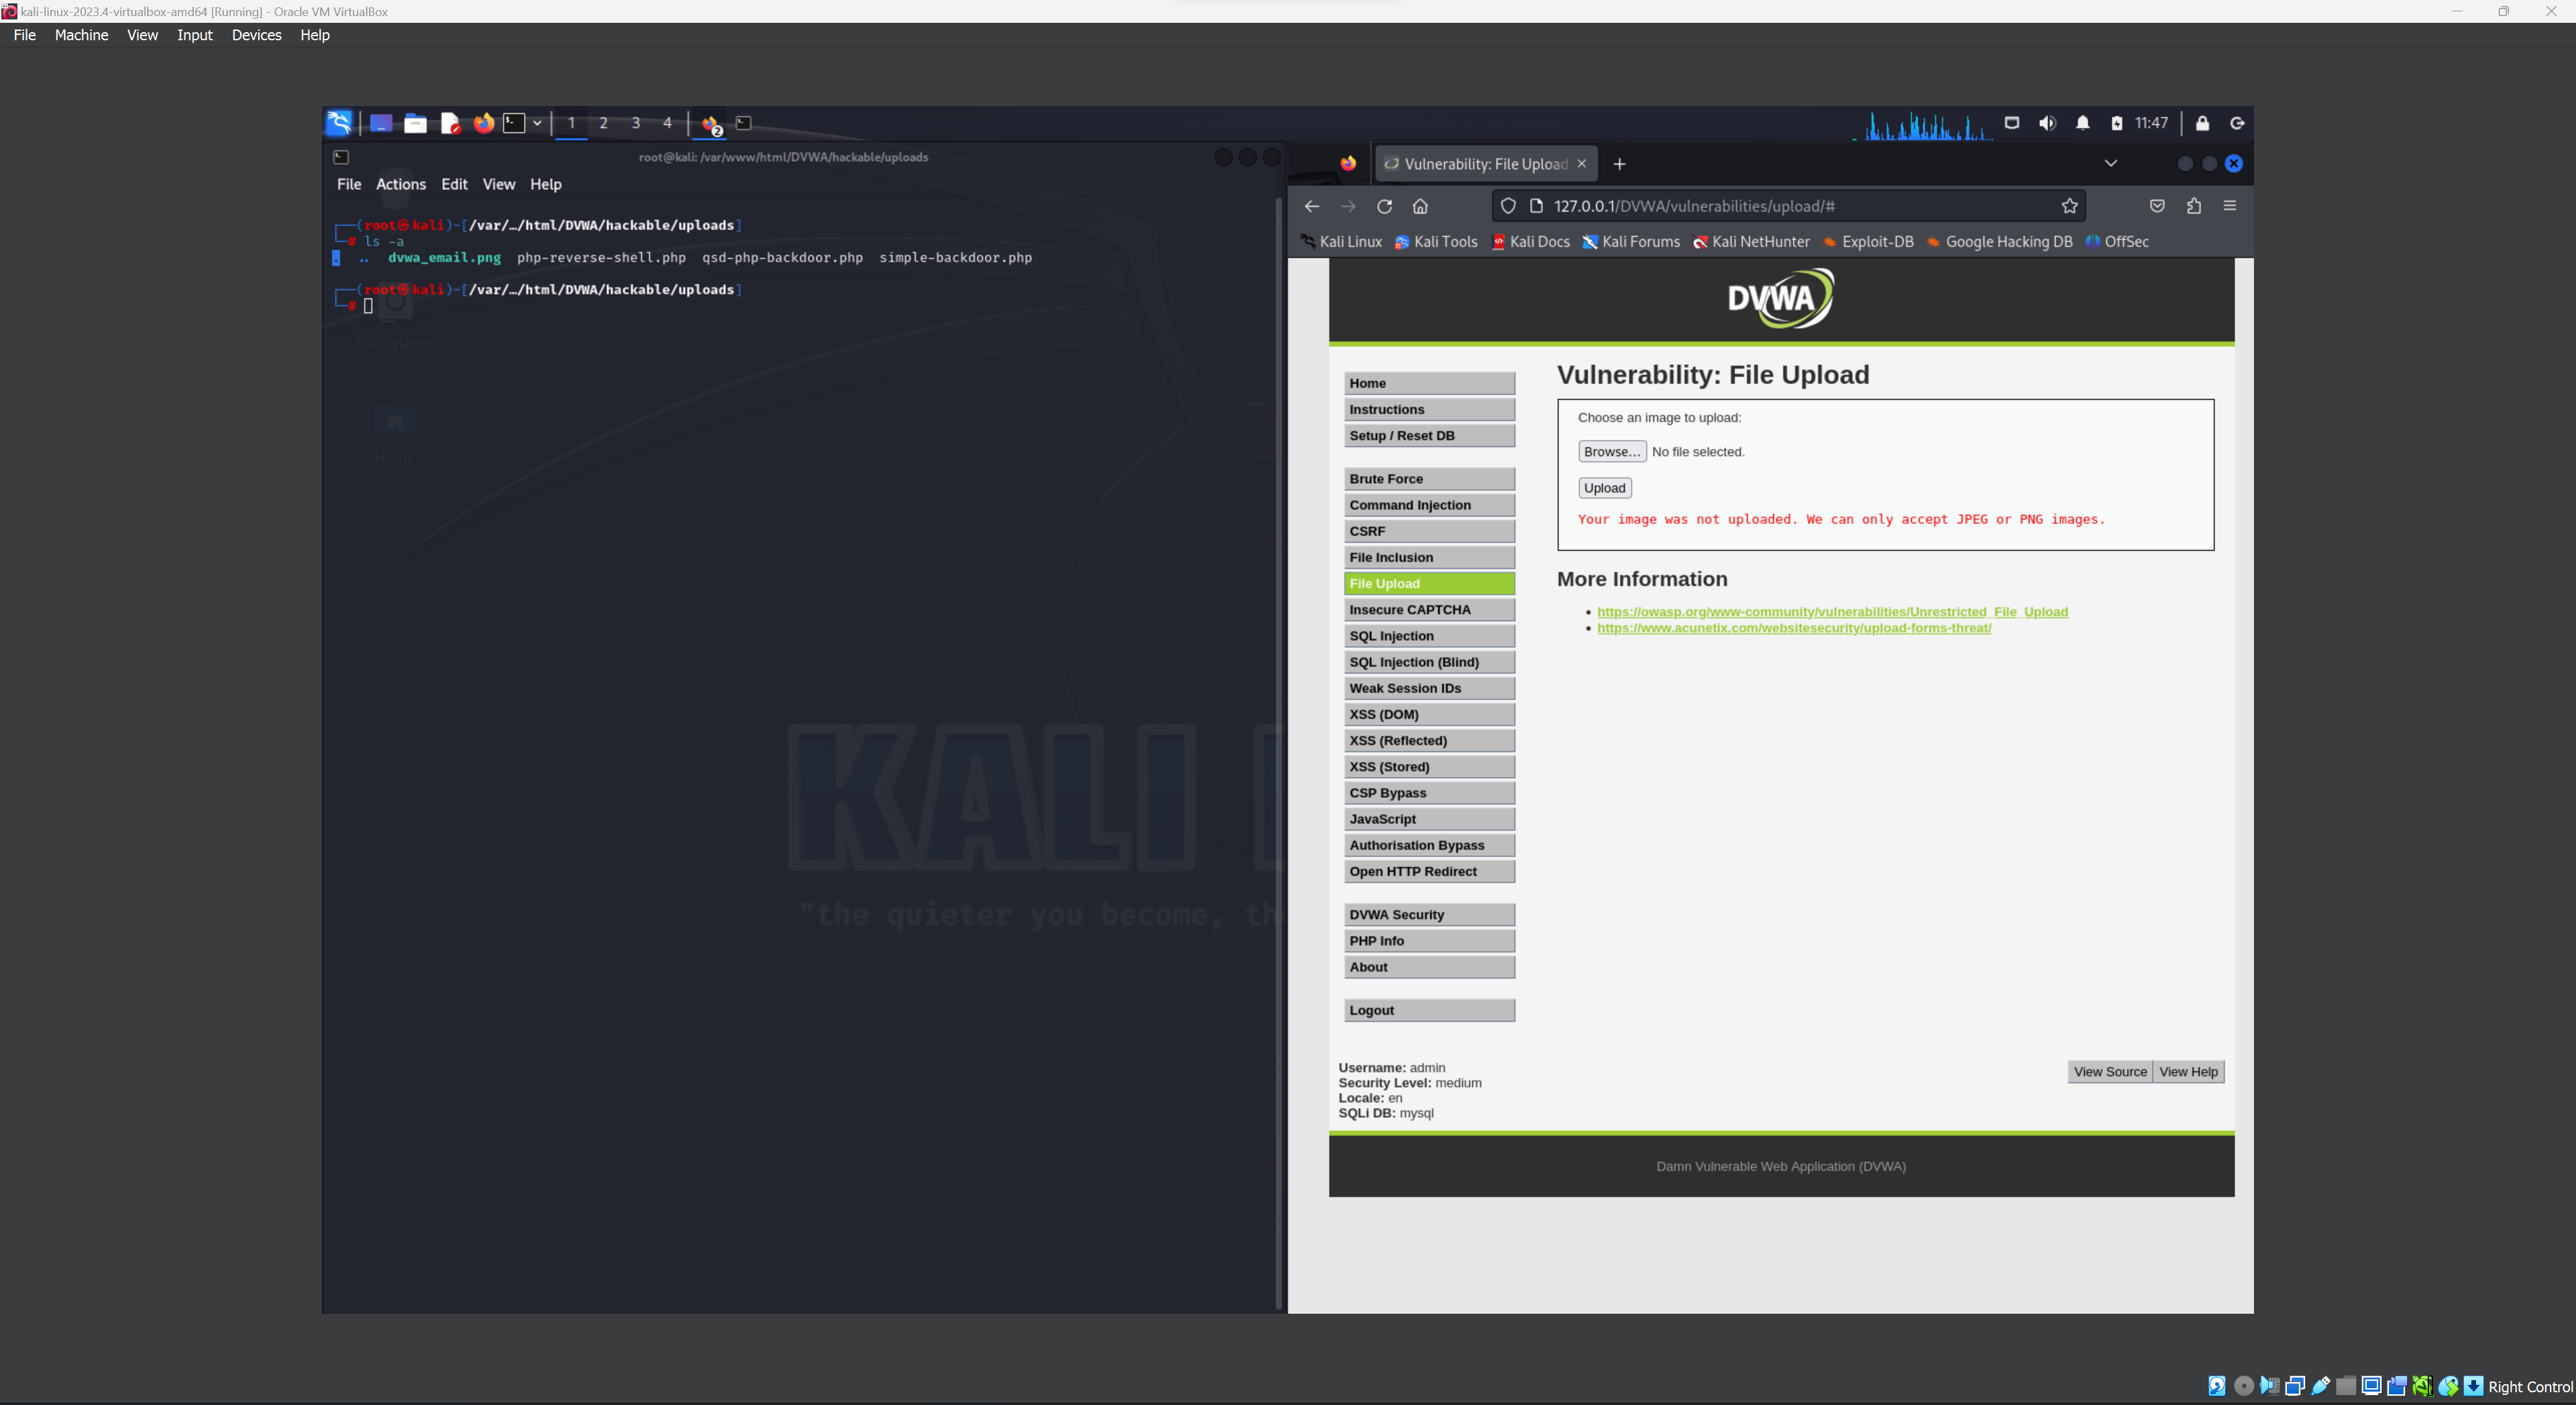 kali-linux-2023.4-virtualbox-amd64 [Running] - Oracle VM VirtualBox
File Machine View Input Devices Help
1 2 3 4 2 11:47
root@kali: /var/www/html/DVWA/hackable/uploads
File Actions Edit View Help
(root㉿kali)-[/var/…/html/DVWA/hackable/uploads]
# ls -a
. .. dvwa_email.png php-reverse-shell.php qsd-php-backdoor.php simple-backdoor.php
(root㉿kali)-[/var/…/html/DVWA/hackable/uploads]
#
File System
Home
KALI
"the quieter you become, th
Vulnerability: File Upload
127.0.0.1/DVWA/vulnerabilities/upload/#
Kali Linux Kali Tools Kali Docs Kali Forums Kali NetHunter Exploit-DB Google Hacking DB OffSec
DVWA
Home
Instructions
Setup / Reset DB
Brute Force
Command Injection
CSRF
File Inclusion
File Upload
Insecure CAPTCHA
SQL Injection
SQL Injection (Blind)
Weak Session IDs
XSS (DOM)
XSS (Reflected)
XSS (Stored)
CSP Bypass
JavaScript
Authorisation Bypass
Open HTTP Redirect
DVWA Security
PHP Info
About
Logout
Vulnerability: File Upload
Choose an image to upload:
Browse... No file selected.
Upload
Your image was not uploaded. We can only accept JPEG or PNG images.
More Information
• https://owasp.org/www-community/vulnerabilities/Unrestricted_File_Upload
• https://www.acunetix.com/websitesecurity/upload-forms-threat/
Username: admin
Security Level: medium
Locale: en
SQLi DB: mysql
View Source View Help
Damn Vulnerable Web Application (DVWA)
Right Control